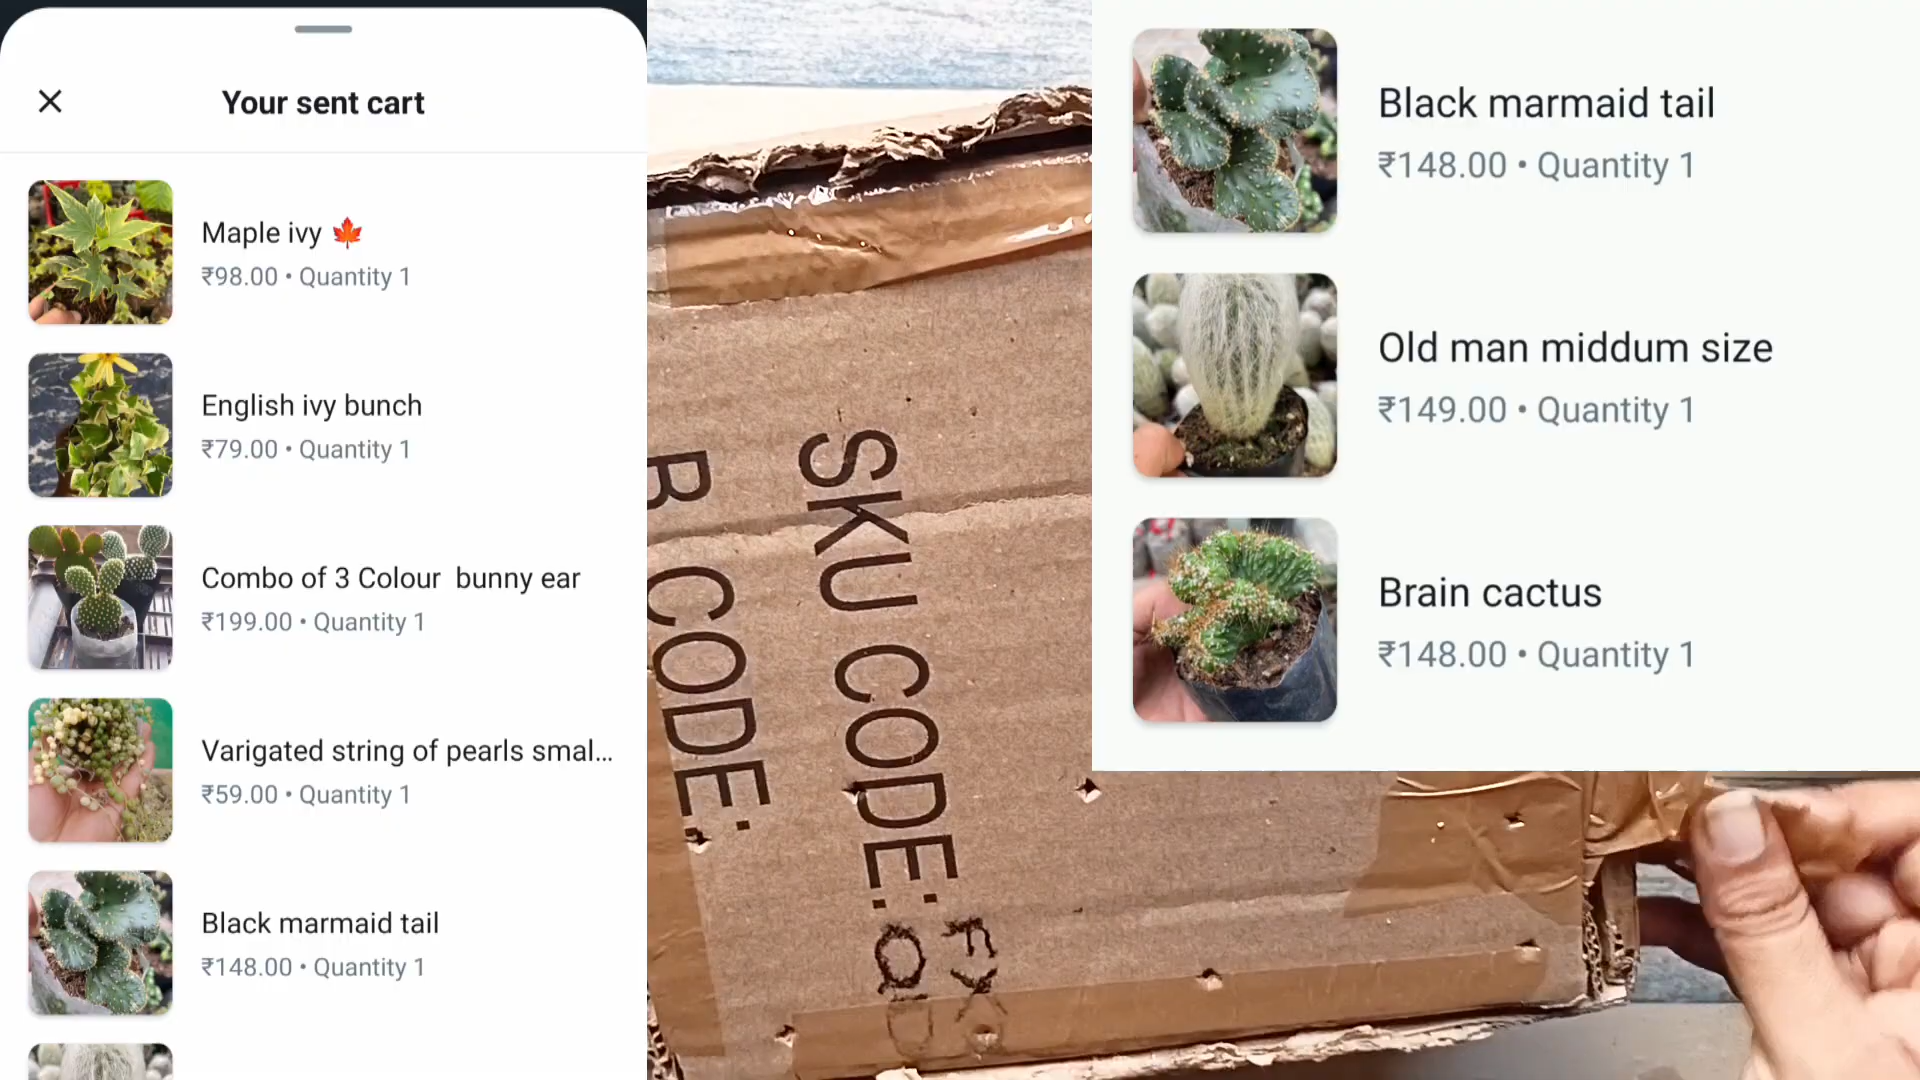 Your sent cart
Maple ivy 🍁
₹98.00 • Quantity 1
English ivy bunch
₹79.00 • Quantity 1
Combo of 3 Colour bunny ear
₹199.00 • Quantity 1
Varigated string of pearls smal...
₹59.00 • Quantity 1
Black marmaid tail
₹148.00 • Quantity 1
SKU CODE:
R CODE:
Black marmaid tail
₹148.00 • Quantity 1
Old man middum size
₹149.00 • Quantity 1
Brain cactus
₹148.00 • Quantity 1